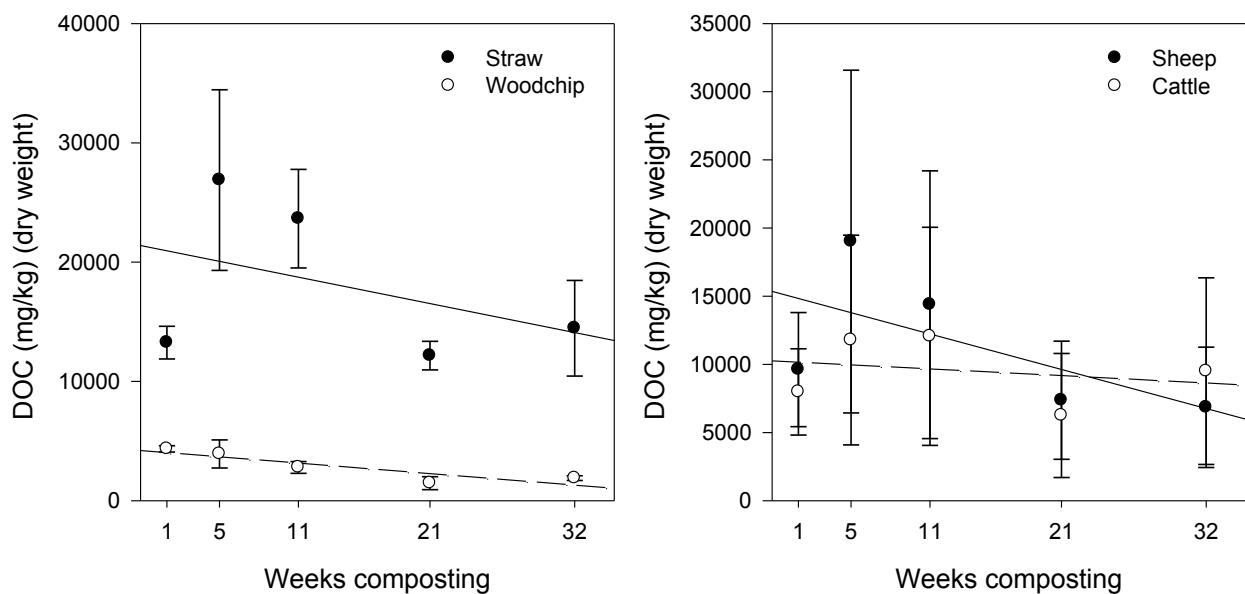 DOC (mg/kg) (dry weight)
40000
30000
20000
10000
0
Straw
Woodchip
1 5 11 21 32
Weeks composting
DOC (mg/kg) (dry weight)
35000
30000
25000
20000
15000
10000
5000
0
Sheep
Cattle
1 5 11 21 32
Weeks composting